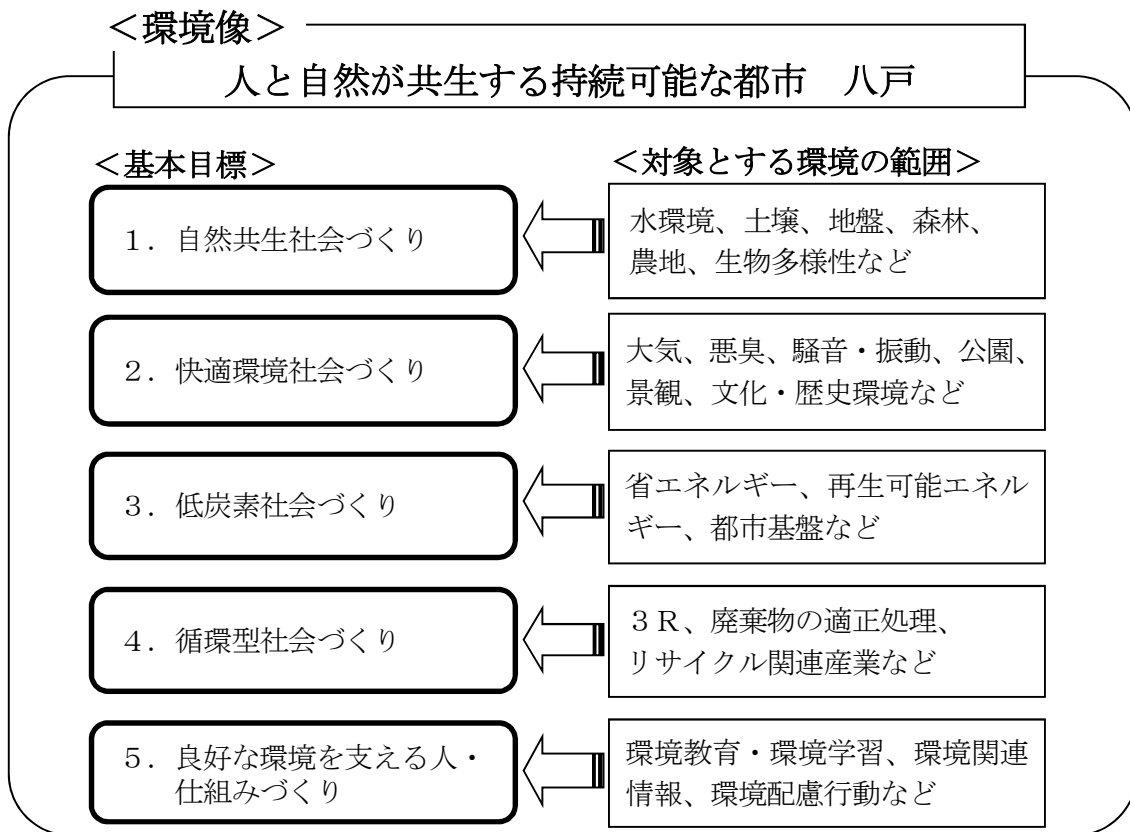 ＜環境像＞
人と自然が共生する持続可能な都市　八戸
＜基本目標＞
＜対象とする環境の範囲＞
１．自然共生社会づくり
水環境、土壌、地盤、森林、
農地、生物多様性など
２．快適環境社会づくり
大気、悪臭、騒音・振動、公園、
景観、文化・歴史環境など
３．低炭素社会づくり
省エネルギー、再生可能エネル
ギー、都市基盤など
４．循環型社会づくり
３Ｒ、廃棄物の適正処理、
リサイクル関連産業など
５．良好な環境を支える人・
仕組みづくり
環境教育・環境学習、環境関連
情報、環境配慮行動など